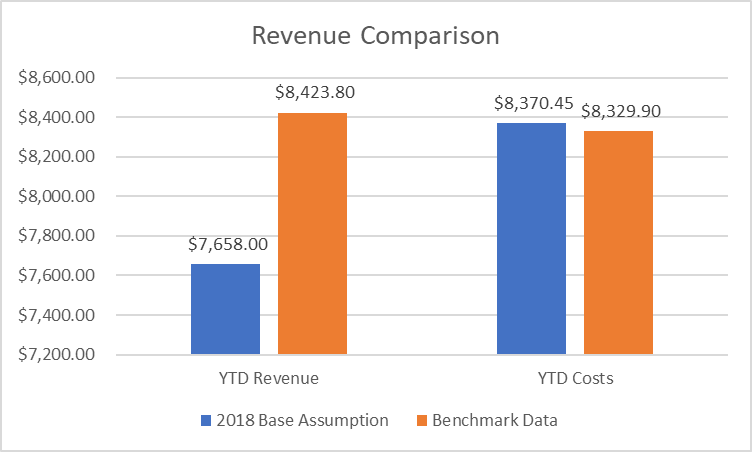 Revenue Comparison
$8,600.00
$8,400.00
$8,200.00
$8,000.00
$7,800.00
$7,600.00
$7,400.00
$7,200.00
$7,658.00
$8,423.80
$8,370.45
$8,329.90
YTD Revenue
YTD Costs
2018 Base Assumption
Benchmark Data